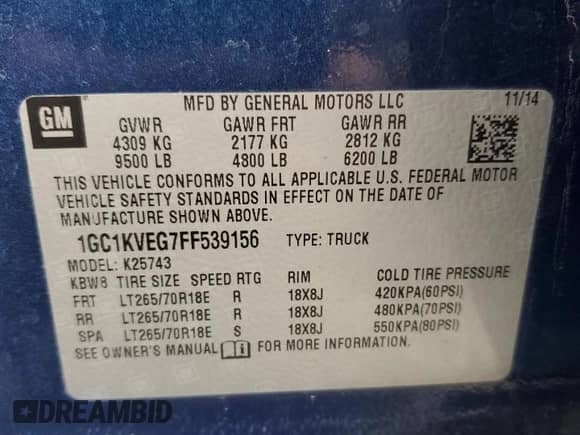 GM
MFD BY GENERAL MOTORS LLC 11/14
GVWR GAWR FRT GAWR RR
4309 KG 2177 KG 2812 KG
9500 LB 4800 LB 6200 LB
THIS VEHICLE CONFORMS TO ALL APPLICABLE U.S. FEDERAL MOTOR
VEHICLE SAFETY STANDARDS IN EFFECT ON THE DATE OF
MANUFACTURE SHOWN ABOVE.
1GC1KVEG7FF539156 TYPE: TRUCK
MODEL: K25743
KBW8 TIRE SIZE SPEED RTG RIM COLD TIRE PRESSURE
FRT LT265/70R18E R 18X8J 420KPA(60PSI)
RR LT265/70R18E R 18X8J 480KPA(70PSI)
SPA LT265/70R18E S 18X8J 550KPA(80PSI)
SEE OWNER'S MANUAL FOR MORE INFORMATION.
DREAMBID